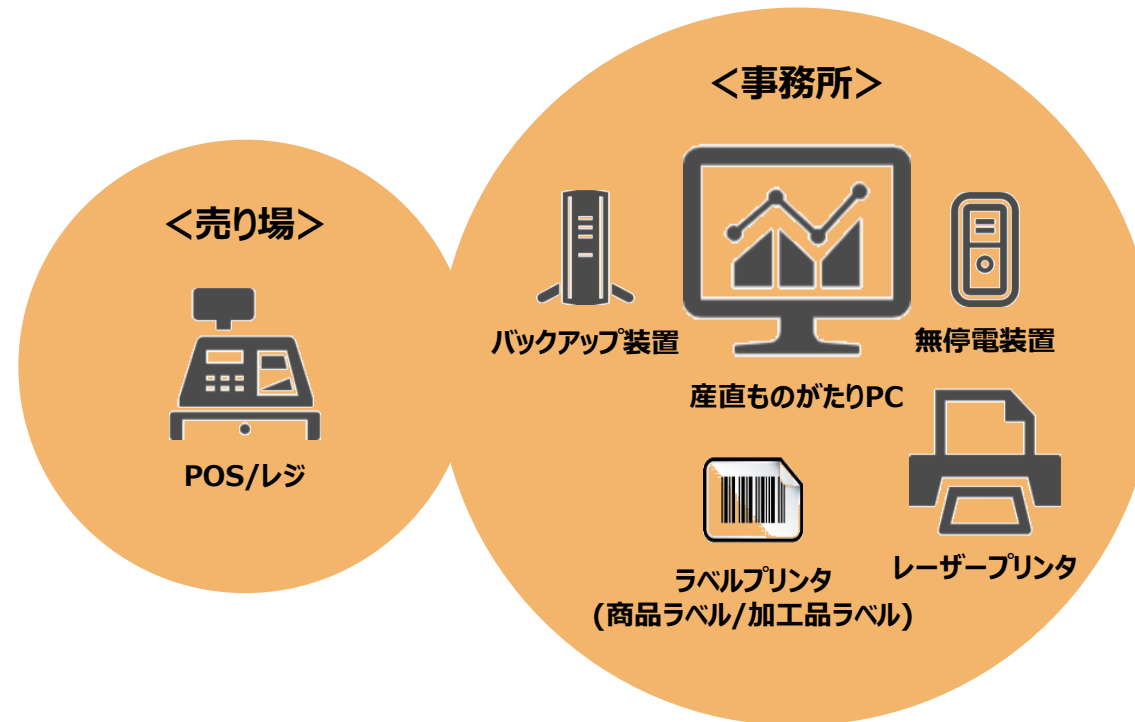 ＜売り場＞
POS/レジ
＜事務所＞
バックアップ装置
産直ものがたりPC
無停電装置
ラベルプリンタ
(商品ラベル/加工品ラベル)
レーザープリンタ